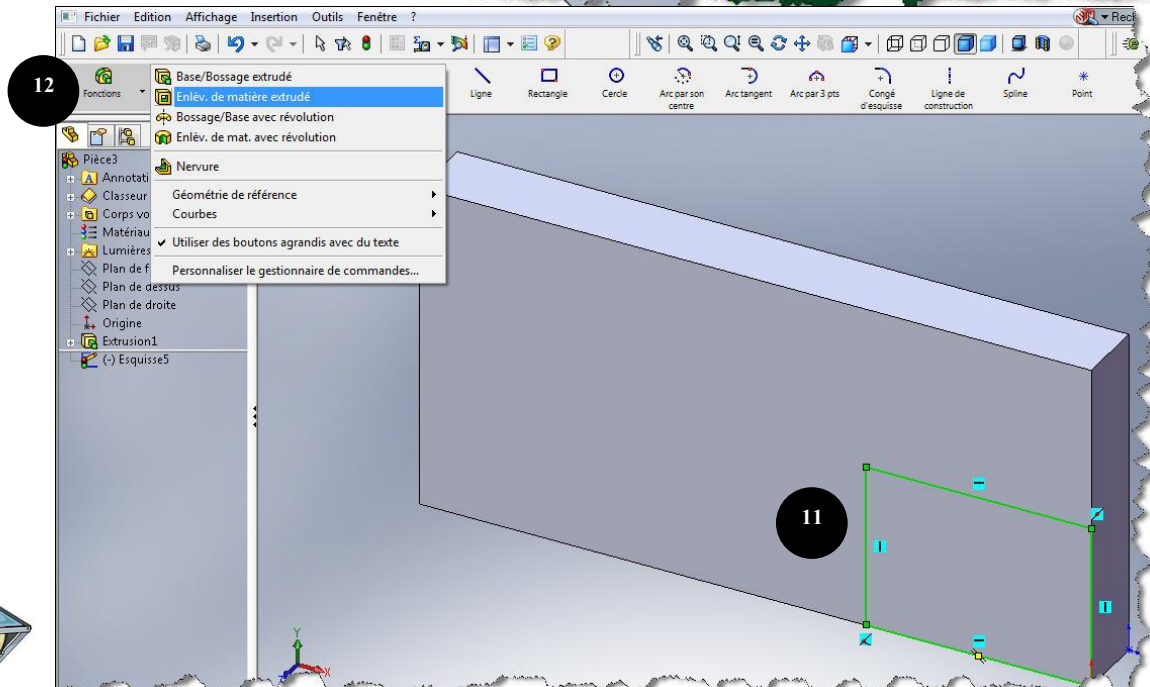 Fichier Edition Affichage Insertion Outils Fenêtre ?
12
Fonctions
Base/Bossage extrudé
Enlèv. de matière extrudé
Bossage/Base avec révolution
Enlèv. de mat. avec révolution
Nervure
Géométrie de référence
Courbes
Utiliser des boutons agrandis avec du texte
Personnaliser le gestionnaire de commandes...
Ligne
Rectangle
Cercle
Arc par son
centre
Arc tangent
Arc par 3 pts
Congé
d'esquisse
Ligne de
construction
Spline
Point
Pièce3
Annotati
Classeur
Corps vo
Matériau
Lumières
Plan de f
Plan de dessus
Plan de droite
Origine
Extrusion1
(-) Esquisse5
11
Y
X